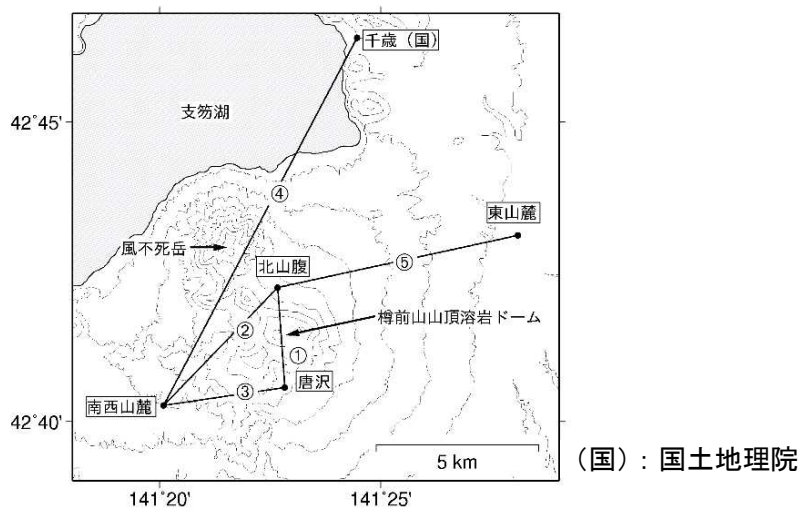 千歳（国）
支笏湖
42˚45'
④
東山麓
風不死岳
⑤
北山腹
樽前山山頂溶岩ドーム
②
①
③
唐沢
南西山麓
42˚40'
5 km
（国）：国土地理院
141˚20'
141˚25'